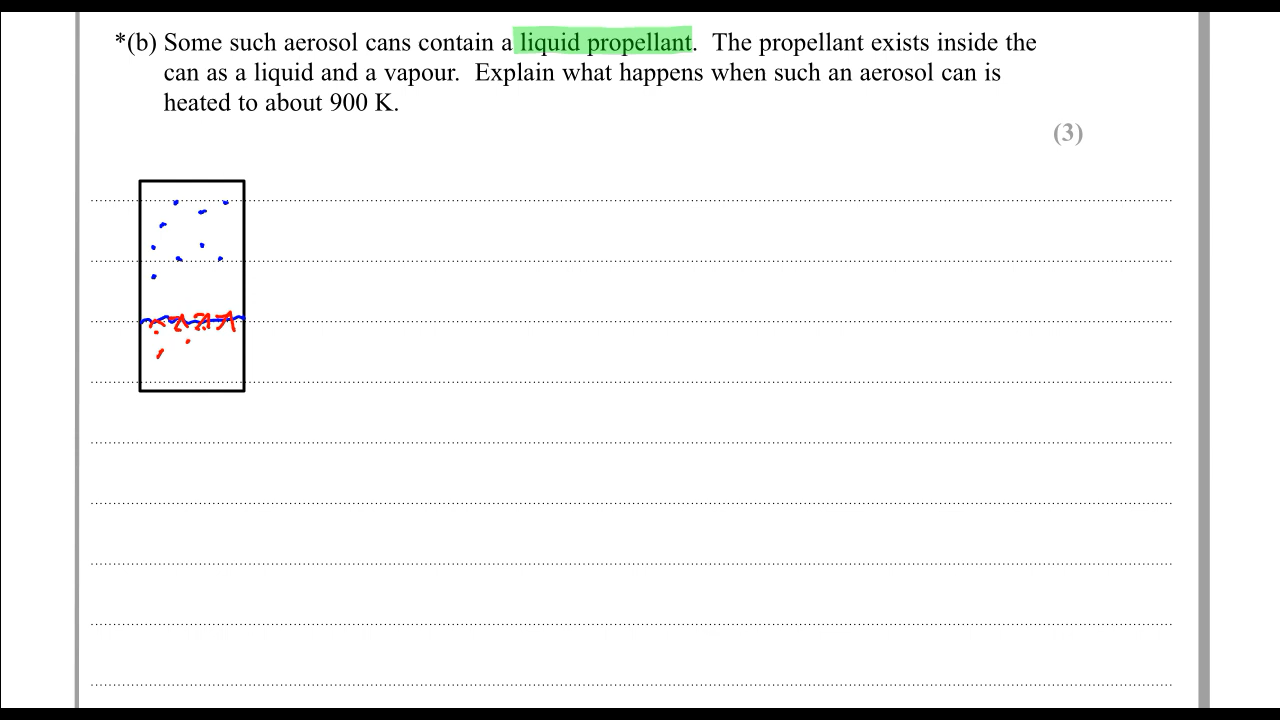 *(b) Some such aerosol cans contain a liquid propellant. The propellant exists inside the
can as a liquid and a vapour. Explain what happens when such an aerosol can is
heated to about 900 K.
(3)